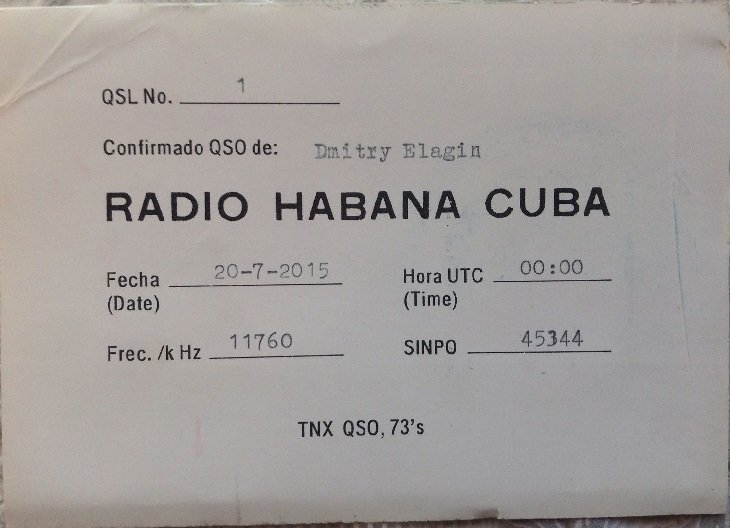 QSL No. 1
Confirmado QSO de: Dmitry Elagin
RADIO HABANA CUBA
Fecha 20-7-2015 Hora UTC 00:00
(Date) (Time)
Frec. /k Hz 11760 SINPO 45344
TNX QSO, 73's